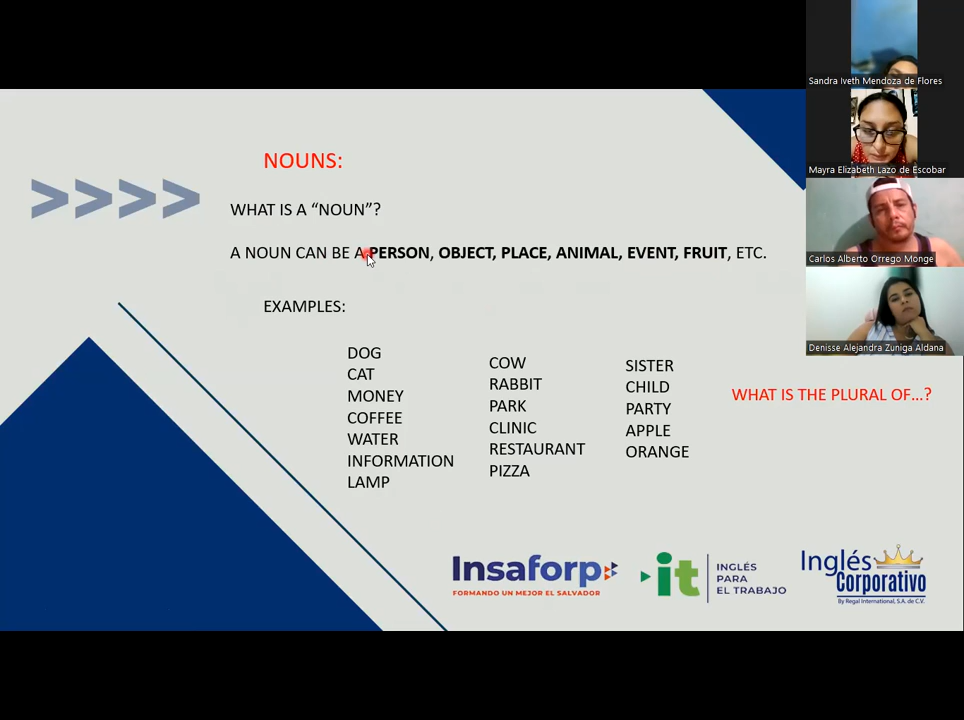 NOUNS:
>>>>
WHAT IS A “NOUN”?
A NOUN CAN BE A PERSON, OBJECT, PLACE, ANIMAL, EVENT, FRUIT, ETC.
EXAMPLES:
DOG
CAT
MONEY
COFFEE
WATER
INFORMATION
LAMP
COW
RABBIT
PARK
CLINIC
RESTAURANT
PIZZA
SISTER
CHILD
PARTY
APPLE
ORANGE
WHAT IS THE PLURAL OF...?
Insaforp
FORMANDO UN MEJOR EL SALVADOR
it
INGLÉS
PARA
EL TRABAJO
Inglés
Corporativo
By Regal International, S.A. de C.V.
Sandra Iveth Mendoza de Flores
Mayra Elizabeth Lazo de Escobar
Carlos Alberto Orrego Monge
Denisse Alejandra Zuniga Aldana